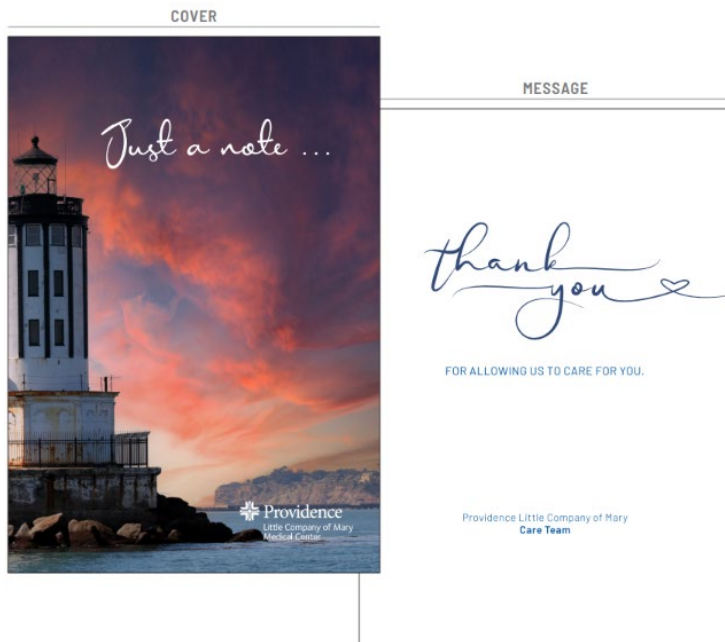 COVER
Just a note ...
Providence
Little Company of Mary
Medical Center
MESSAGE
thank
you
FOR ALLOWING US TO CARE FOR YOU.
Providence Little Company of Mary
Care Team